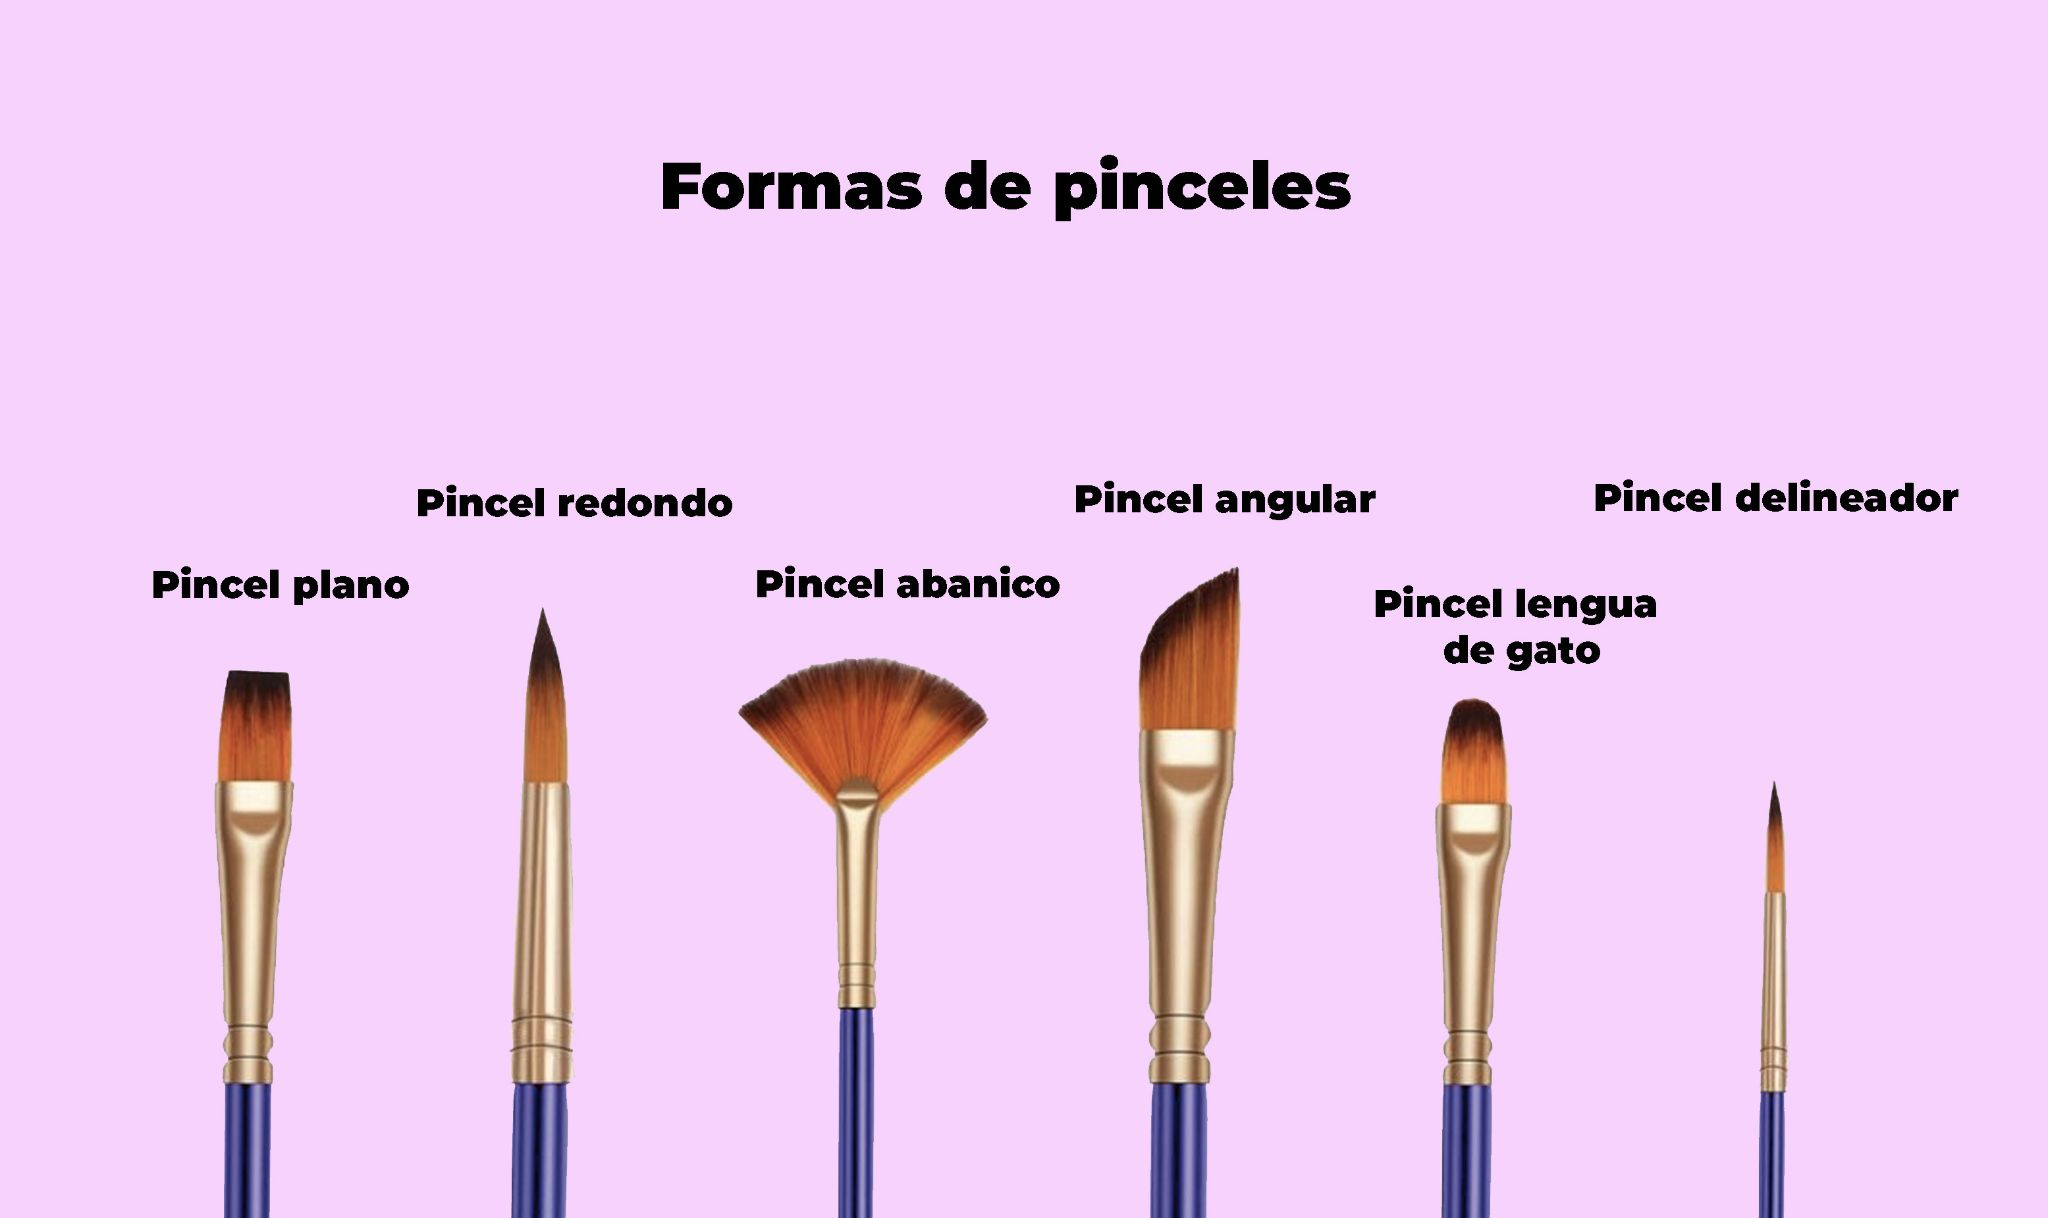 Formas de pinceles
Pincel plano
Pincel redondo
Pincel abanico
Pincel angular
Pincel lengua
de gato
Pincel delineador